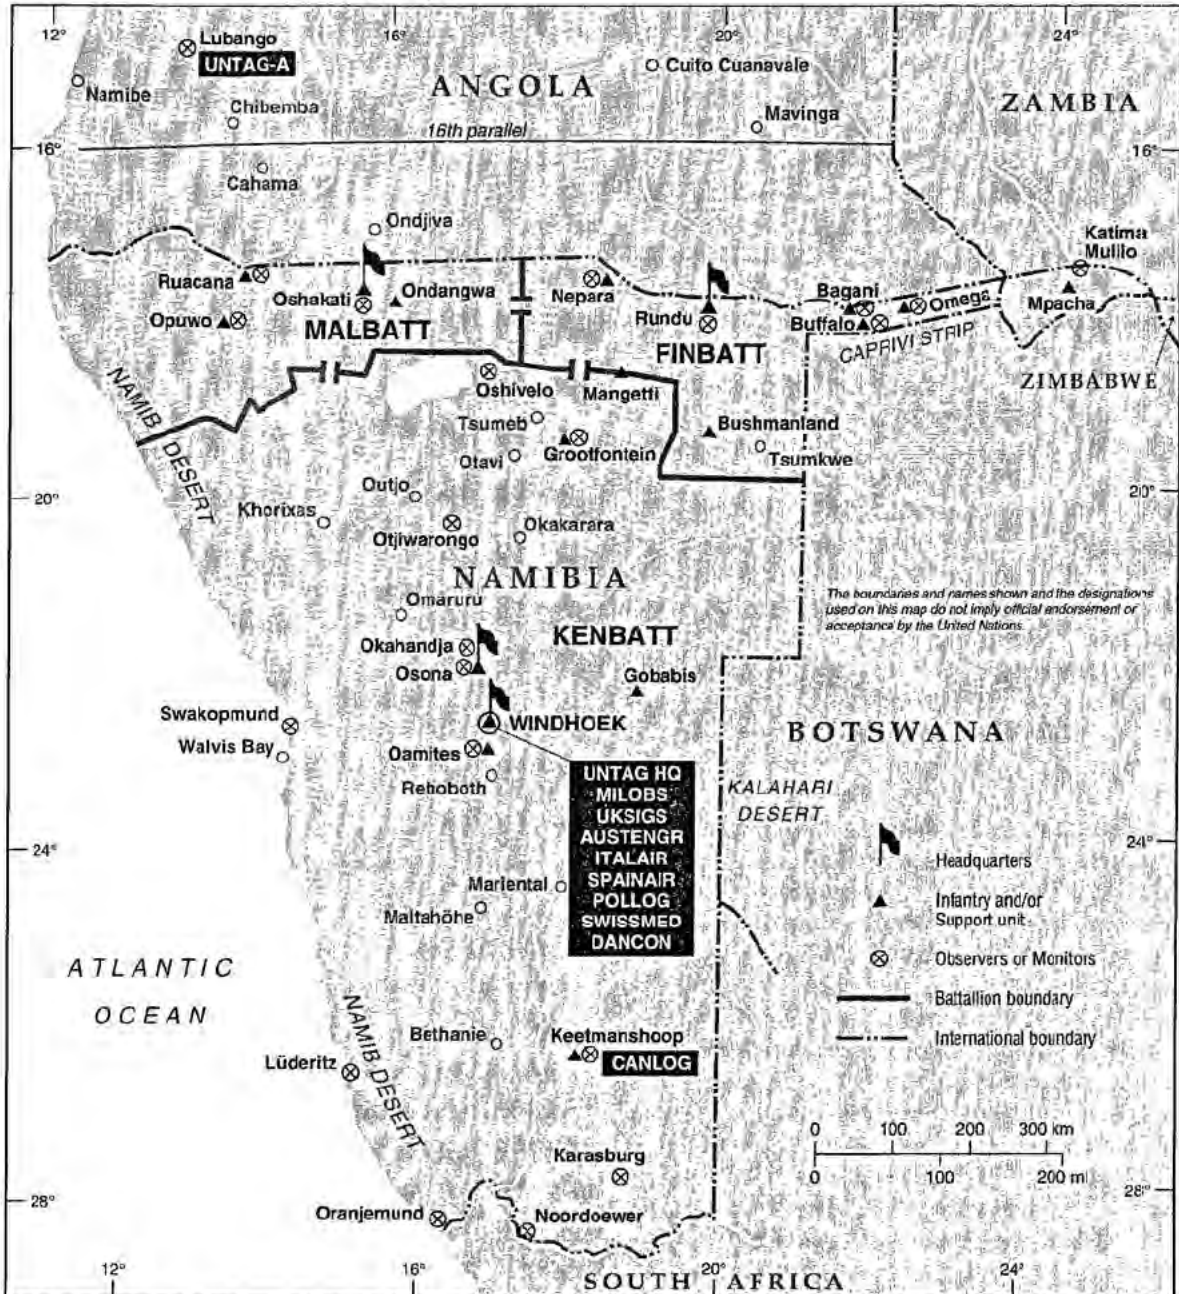 12°
16°
20°
24°
Lubango
UNTAG-A
Namibe
Chibemba
ANGOLA
Cuito Cuanavale
Mavinga
ZAMBIA
16th parallel
16°
16°
Cahama
Ondjiva
Katima
Mulilo
Ruacana
Oshakati
Ondangwa
Nepara
Rundu
Bagani
Omega
Mpacha
Opuwo
MALBATT
FINBATT
Buffalo
CAPRIVI STRIP
ZIMBABWE
NAMIB DESERT
Oshivelo
Mangetti
Tsumeb
Bushmanland
Grootfontein
Otavi
Tsumkwe
Outjo
20°
20°
Khorixas
Otjiwarongo
Okakarara
NAMIBIA
The boundaries and names shown and the designations
used on this map do not imply official endorsement or
acceptance by the United Nations.
Omaruru
KENBATT
Okahandja
Osona
Gobabis
Swakopmund
WINDHOEK
BOTSWANA
Walvis Bay
Oamites
Rehoboth
UNTAG HQ
MILOBS
UKSIGS
AUSTENGR
ITALAIR
SPAINAIR
POLLOG
SWISSMED
DANCON
KALAHARI
DESERT
24°
24°
Headquarters
Mariental
Maltahöhe
Infantry and/or
Support unit
ATLANTIC
OCEAN
Observers or Monitors
NAMIB DESERT
Battallion boundary
Bethanie
Keetmanshoop
CANLOG
International boundary
Lüderitz
0 100 200 300 km
0 100 200 mi
Karasburg
28°
28°
Oranjemund
Noordoewer
12°
16°
20°
24°
SOUTH AFRICA